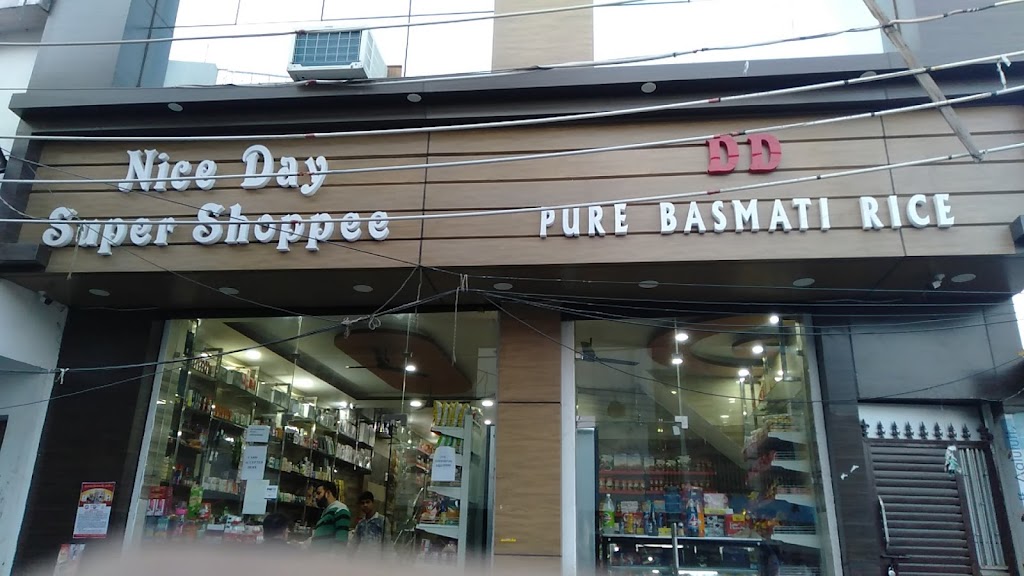 Nice Day
Super Shoppee
DD
PURE BASMATI RICE